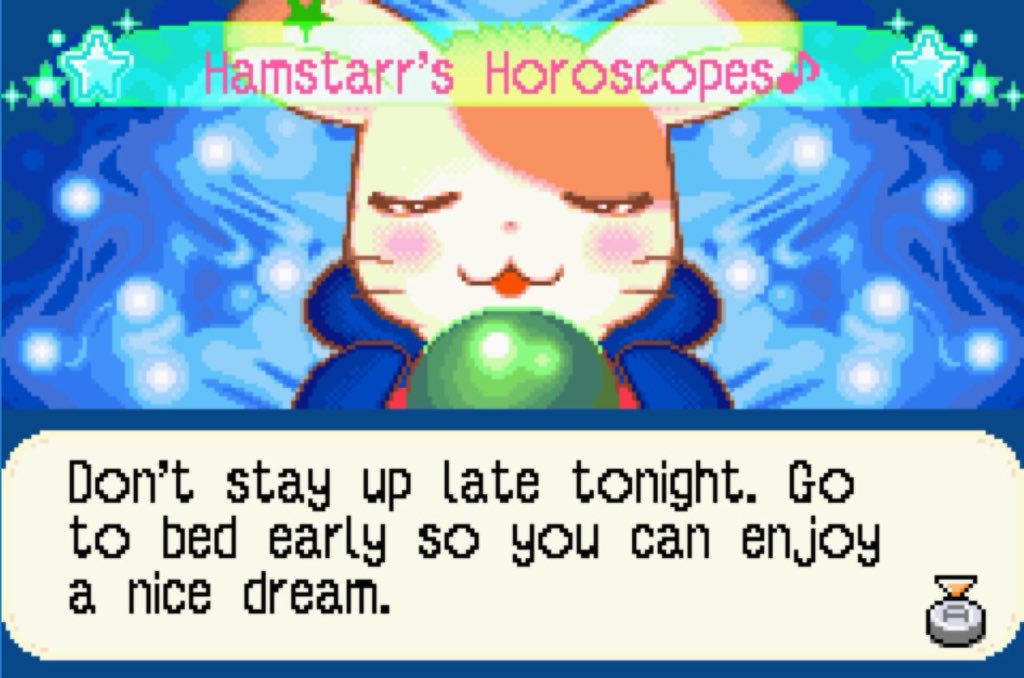 Hamstarr's Horoscopes♪
Don't stay up late tonight. Go
to bed early so you can enjoy
a nice dream.
A